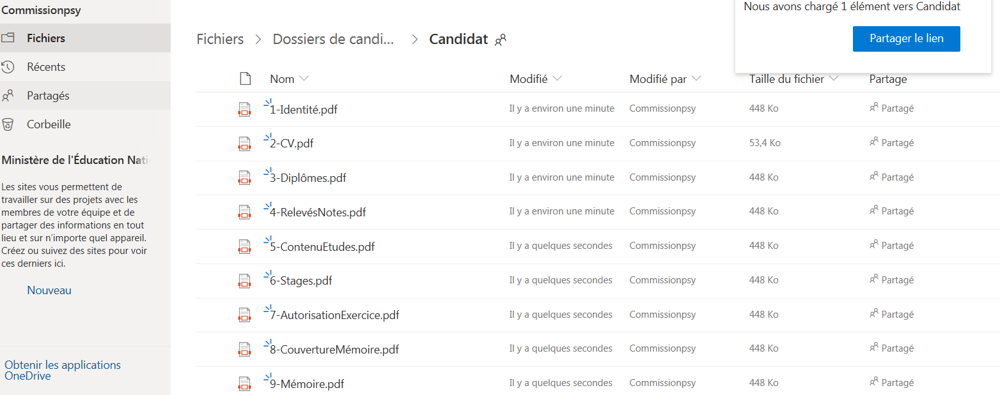 Commissionpsy
Fichiers
Récents
Partagés
Corbeille
Ministère de l'Éducation Nati
Les sites vous permettent de
travailler sur des projets avec les
membres de votre équipe et de
partager des informations en tout
lieu et sur n'importe quel appareil.
Créez ou suivez des sites pour voir
ces derniers ici.
Nouveau
Obtenir les applications
OneDrive
Nous avons chargé 1 élément vers Candidat
Partager le lien
Fichiers > Dossiers de candi... > Candidat
Nom Modifié Modifié par Taille du fichier Partage
1-Identité.pdf Il y a environ une minute Commissionpsy 448 Ko Partagé
2-CV.pdf Il y a environ une minute Commissionpsy 53,4 Ko Partagé
3-Diplômes.pdf Il y a environ une minute Commissionpsy 448 Ko Partagé
4-RelevésNotes.pdf Il y a environ une minute Commissionpsy 448 Ko Partagé
5-ContenuEtudes.pdf Il y a quelques secondes Commissionpsy 448 Ko Partagé
6-Stages.pdf Il y a quelques secondes Commissionpsy 448 Ko Partagé
7-AutorisationExercice.pdf Il y a quelques secondes Commissionpsy 448 Ko Partagé
8-CouvertureMémoire.pdf Il y a quelques secondes Commissionpsy 448 Ko Partagé
9-Mémoire.pdf Il y a quelques secondes Commissionpsy 448 Ko Partagé